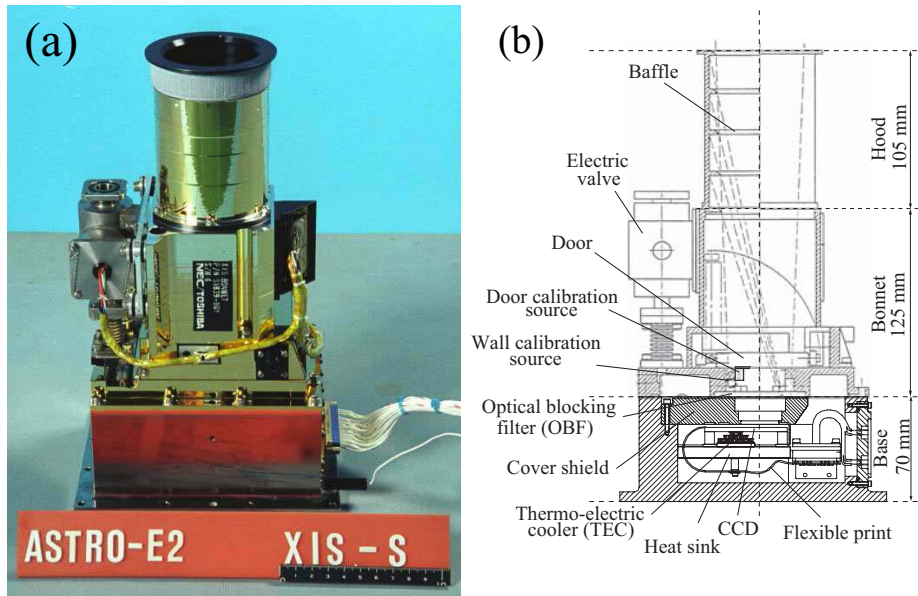 (a)
XIS BONNET
NEC/TOSHIBA
ASTRO-E2 XIS-S
(b)
Baffle
Hood
105 mm
Electric
valve
Door
Door calibration
source
Bonnet
125 mm
Wall calibration
source
Optical blocking
filter (OBF)
Cover shield
Base
70 mm
Thermo-electric
cooler (TEC)
CCD
Heat sink
Flexible print